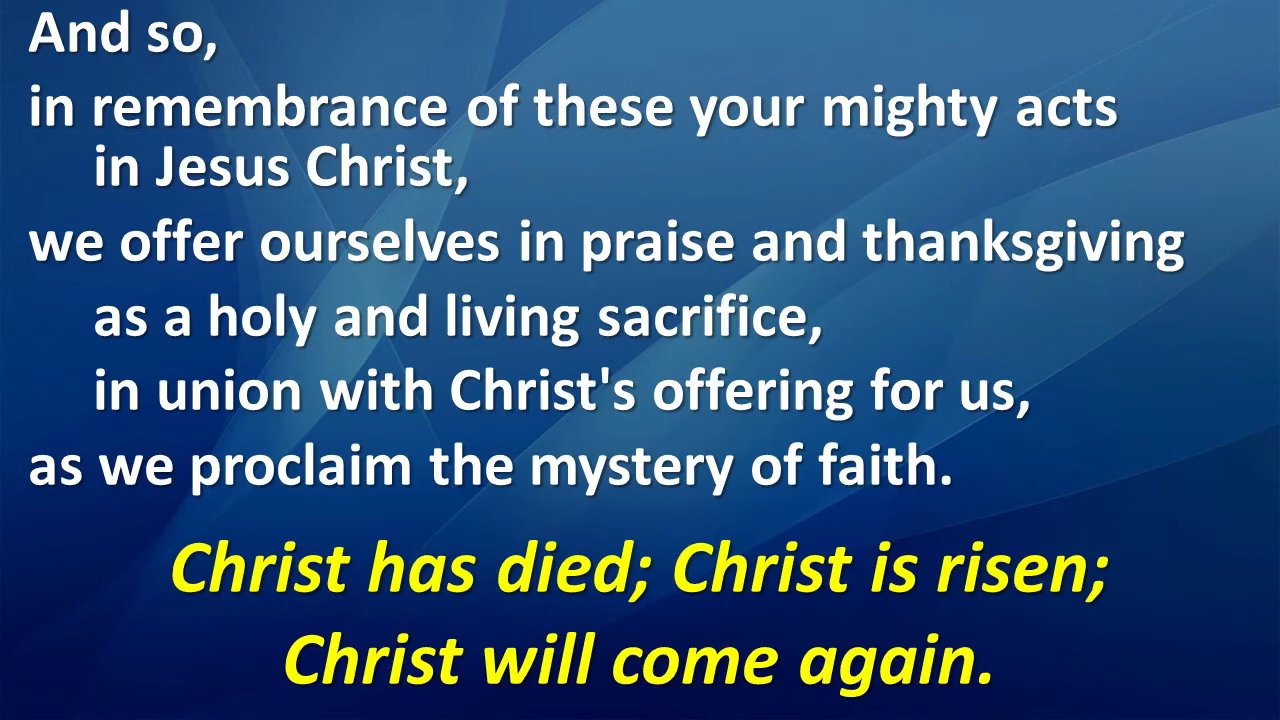 And so,
in remembrance of these your mighty acts
in Jesus Christ,
we offer ourselves in praise and thanksgiving
as a holy and living sacrifice,
in union with Christ's offering for us,
as we proclaim the mystery of faith.
Christ has died; Christ is risen;
Christ will come again.